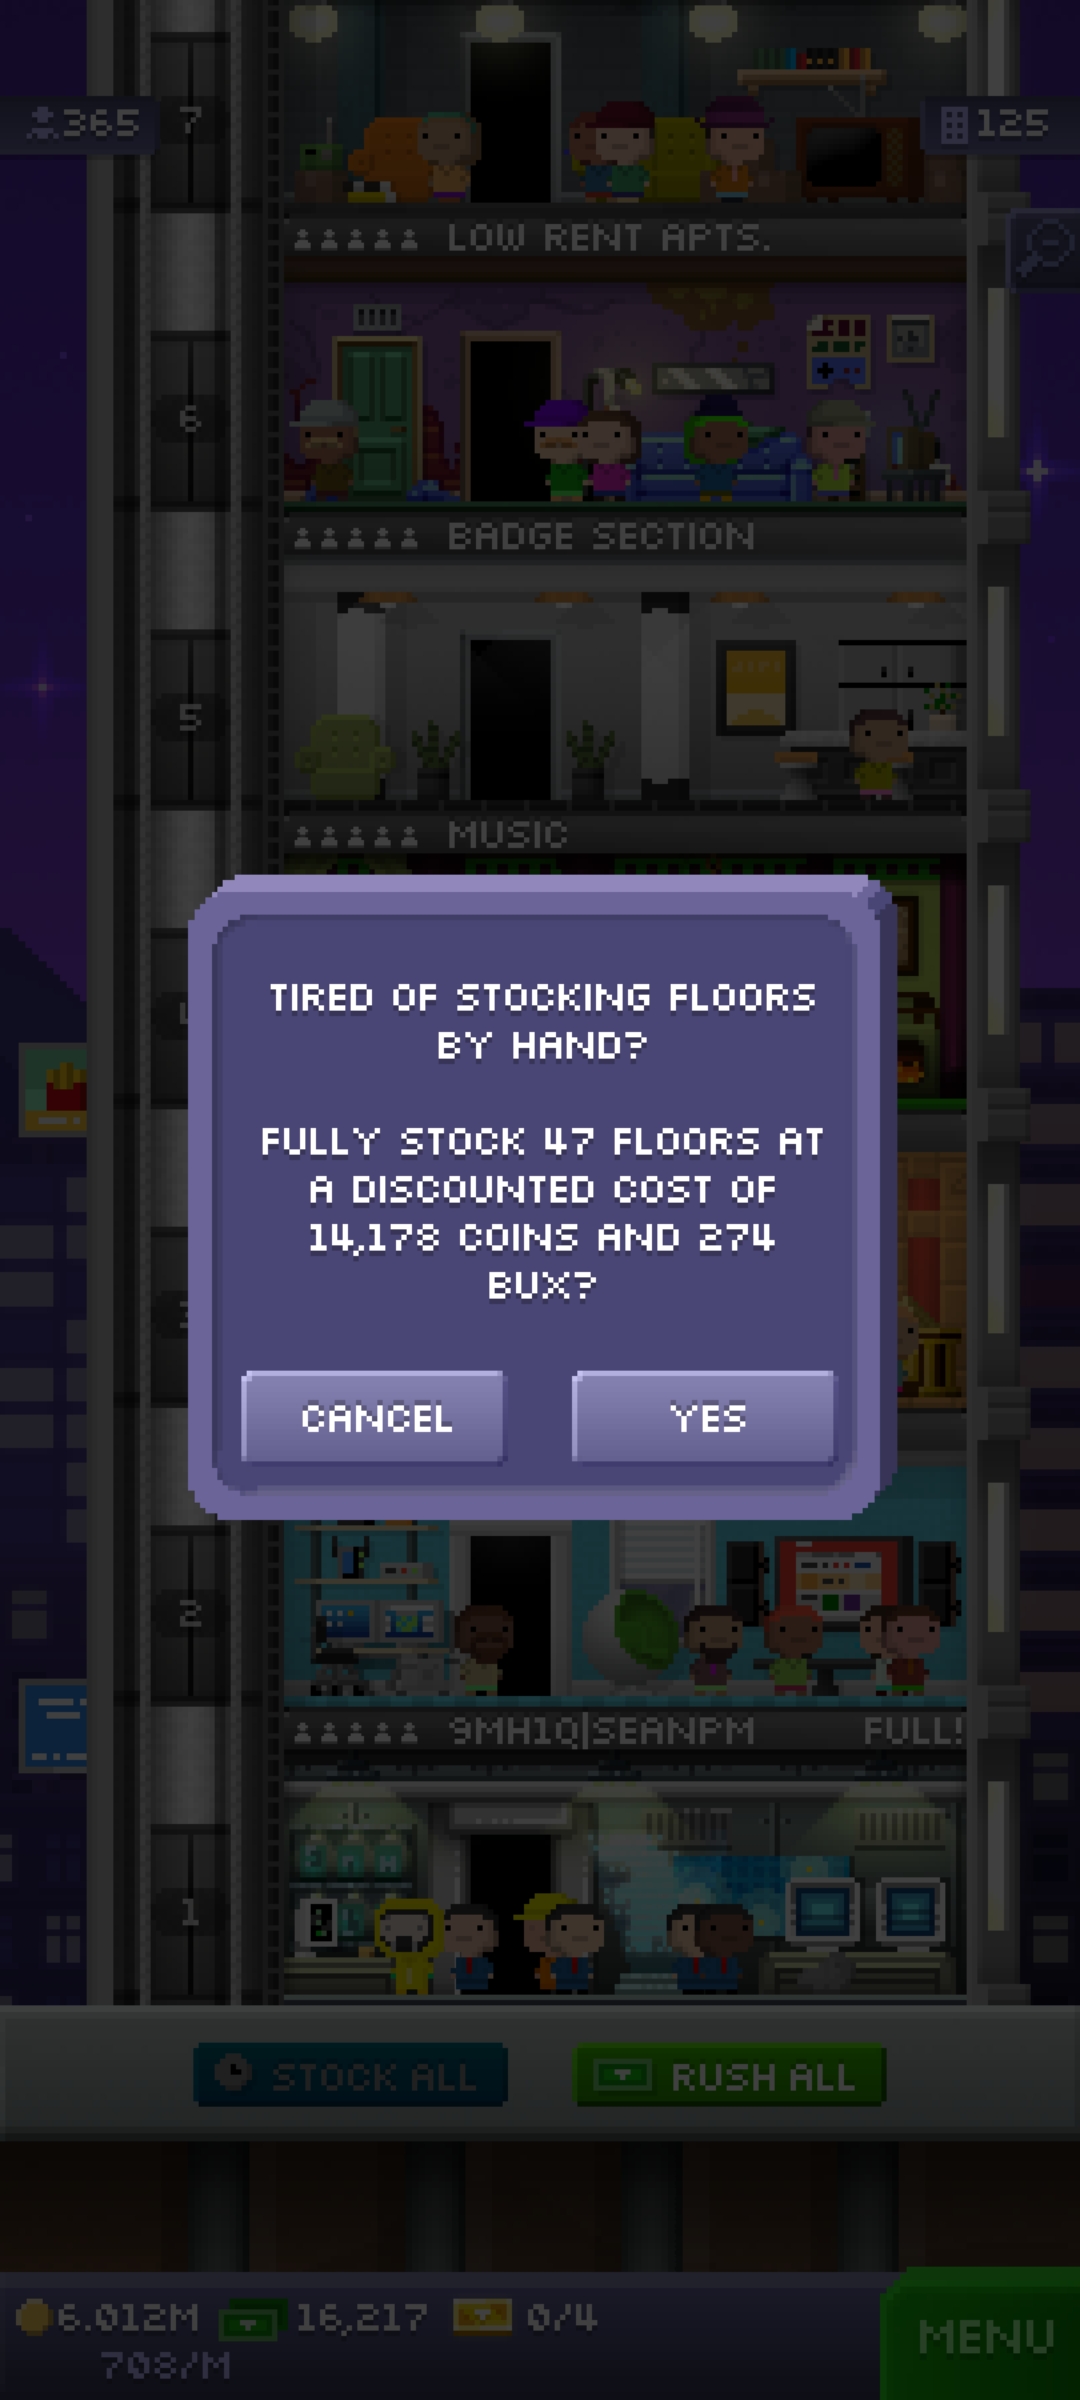 365
7
125
LOW RENT APTS.
6
BADGE SECTION
5
MUSIC
TIRED OF STOCKING FLOORS
BY HAND?
FULLY STOCK 47 FLOORS AT
A DISCOUNTED COST OF
14,178 COINS AND 274
BUX?
CANCEL
YES
2
9MH1Q|SEANPM
FULL!
1
STOCK ALL
RUSH ALL
6.012M
16,217
0/4
708/M
MENU